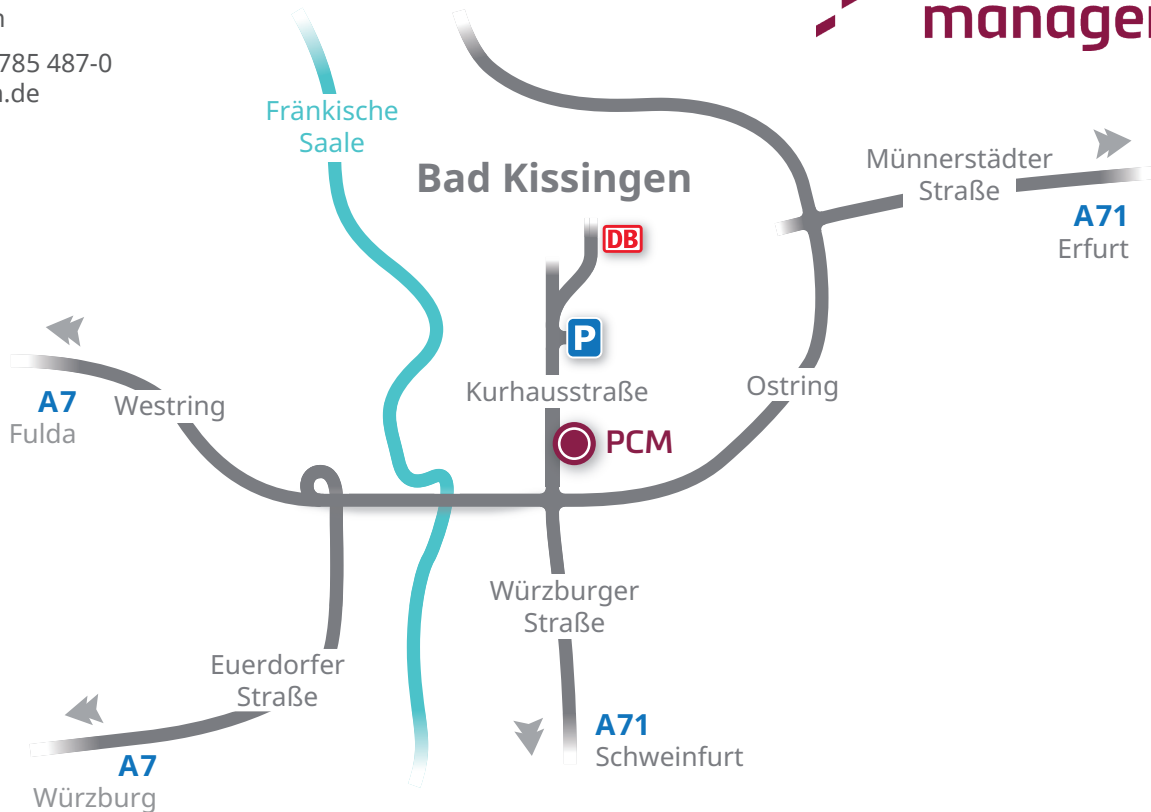 785 487-0
.de
manage
Fränkische
Saale
Bad Kissingen
Münnerstädter
Straße
A71
Erfurt
DB
P
Kurhausstraße
Ostring
A7
Fulda
Westring
PCM
Würzburger
Straße
Euerdorfer
Straße
A7
Würzburg
A71
Schweinfurt